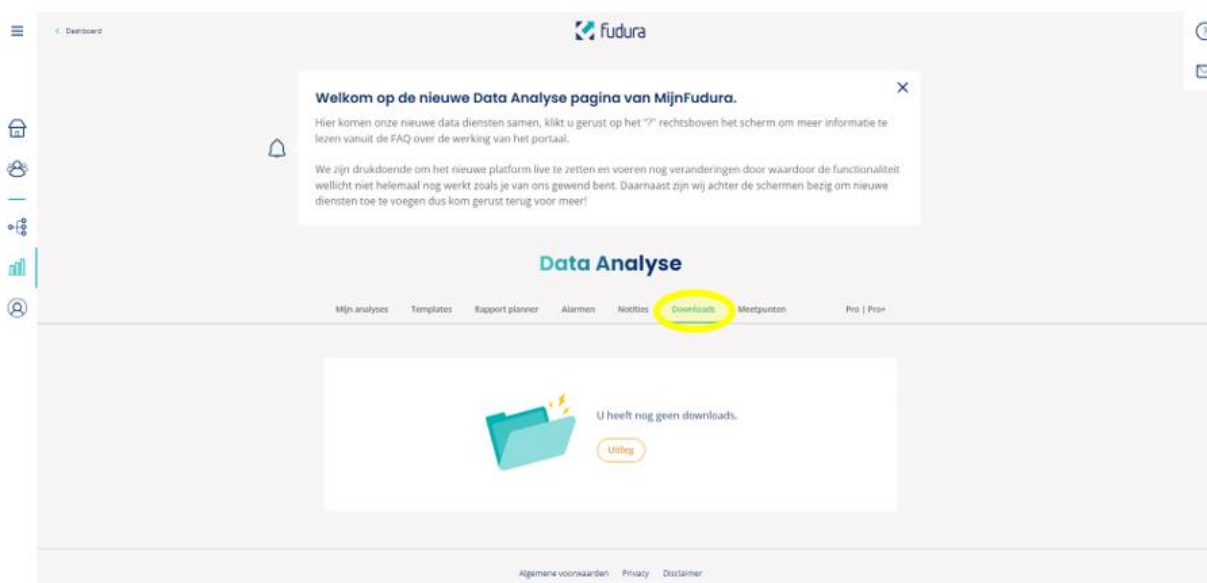 Dashboard
fudura
Welkom op de nieuwe Data Analyse pagina van MijnFudura.
Hier komen onze nieuwe data diensten samen, klikt u gerust op het "?" rechtsboven het scherm om meer informatie te
lezen vanuit de FAQ over de werking van het portaal.
We zijn drukdoende om het nieuwe platform live te zetten en voeren nog veranderingen door waardoor de functionaliteit
wellicht niet helemaal nog werkt zoals je van ons gewend bent. Daarnaast zijn wij achter de schermen bezig om nieuwe
diensten toe te voegen dus kom gerust terug voor meer!
Data Analyse
Mijn analyses Templates Rapport planner Alarmen Notities Downloads Meetpunten Pro | Pro+
U heeft nog geen downloads.
Uitleg
Algemene voorwaarden Privacy Disclaimer